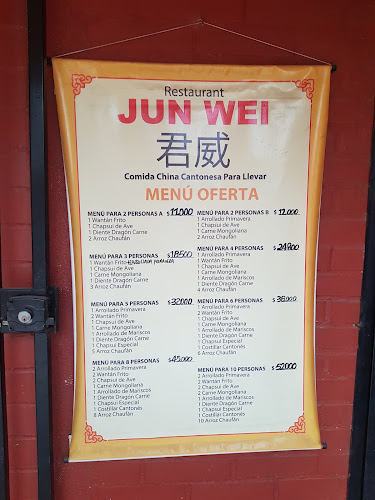 Restaurant
JUN WEI
君威
Comida China Cantonesa Para Llevar
MENÚ OFERTA
MENÚ PARA 2 PERSONAS A $11.000
1 Wantán Frito
1 Chapsui de Ave
1 Diente Dragón Carne
2 Arroz Chaufán
MENÚ PARA 3 PERSONAS $18500
1 Wantán Frito
1 Chapsui de Ave
1 Carne Mongoliana
1 Diente Dragón Carne
3 Arroz Chaufán
MENÚ PARA 5 PERSONAS $32000
1 Arrollado Primavera
2 Wantán Frito
1 Chapsui de Ave
1 Carne Mongoliana
1 Arrollado de Mariscos
1 Diente Dragón Carne
1 Chapsui Especial
5 Arroz Chaufán
MENÚ PARA 8 PERSONAS $45000
2 Arrollado Primavera
2 Wantán Frito
2 Chapsui de Ave
1 Carne Mongoliana
1 Arrollado de Mariscos
1 Diente Dragón Carne
1 Chapsui Especial
1 Costillar Cantonés
8 Arroz Chaufán
MENÚ PARA 2 PERSONAS B $12.000
1 Arrollado Primavera
1 Chapsui de Ave
1 Carne Mongoliana
2 Arroz Chaufán
MENÚ PARA 4 PERSONAS
1 Arrollado Primavera
1 Wantán Frito
1 Chapsui de Ave
1 Carne Mongoliana
1 Arrollado de Mariscos
1 Diente Dragón Carne
4 Arroz Chaufán
MENÚ PARA 6 PERSONAS $38.000
1 Arrollado Primavera
2 Wantán Frito
1 Chapsui de Ave
1 Carne Mongoliana
1 Arrollado de Mariscos
1 Diente Dragón Carne
1 Chapsui Especial
1 Costillar Cantonés
6 Arroz Chaufán
MENÚ PARA 10 PERSONAS $52000
2 Arrollado Primavera
2 Wantán Frito
2 Chapsui de Ave
2 Carne Mongoliana
1 Arrollado de Mariscos
1 Diente Dragón Carne
1 Chapsui Especial
1 Costillar Cantonés
10 Arroz Chaufán